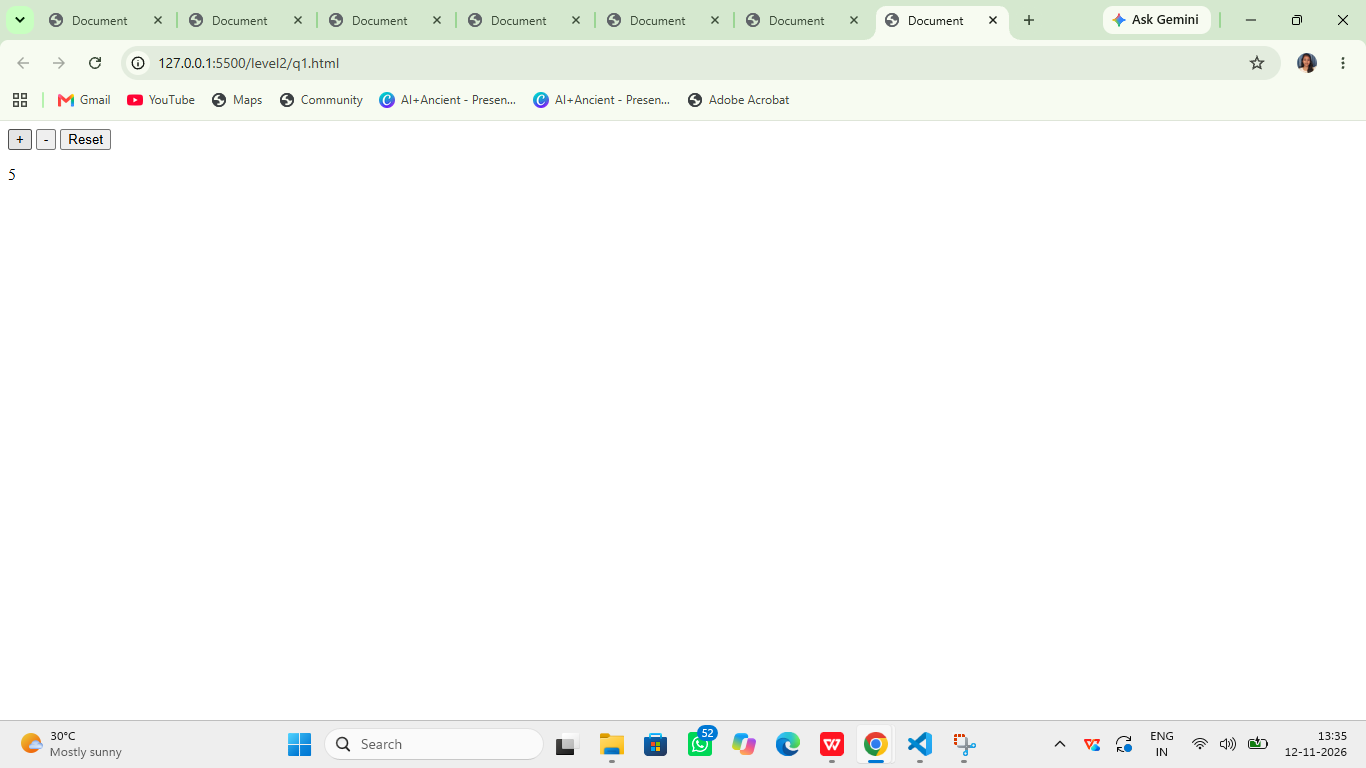 Document Document Document Document Document Document Document Ask Gemini
127.0.0.1:5500/level2/q1.html
Gmail YouTube Maps Community AI+Ancient - Presen... AI+Ancient - Presen... Adobe Acrobat
+ - Reset
5
30°C
Mostly sunny
Search
52
ENG
IN
13:35
12-11-2026